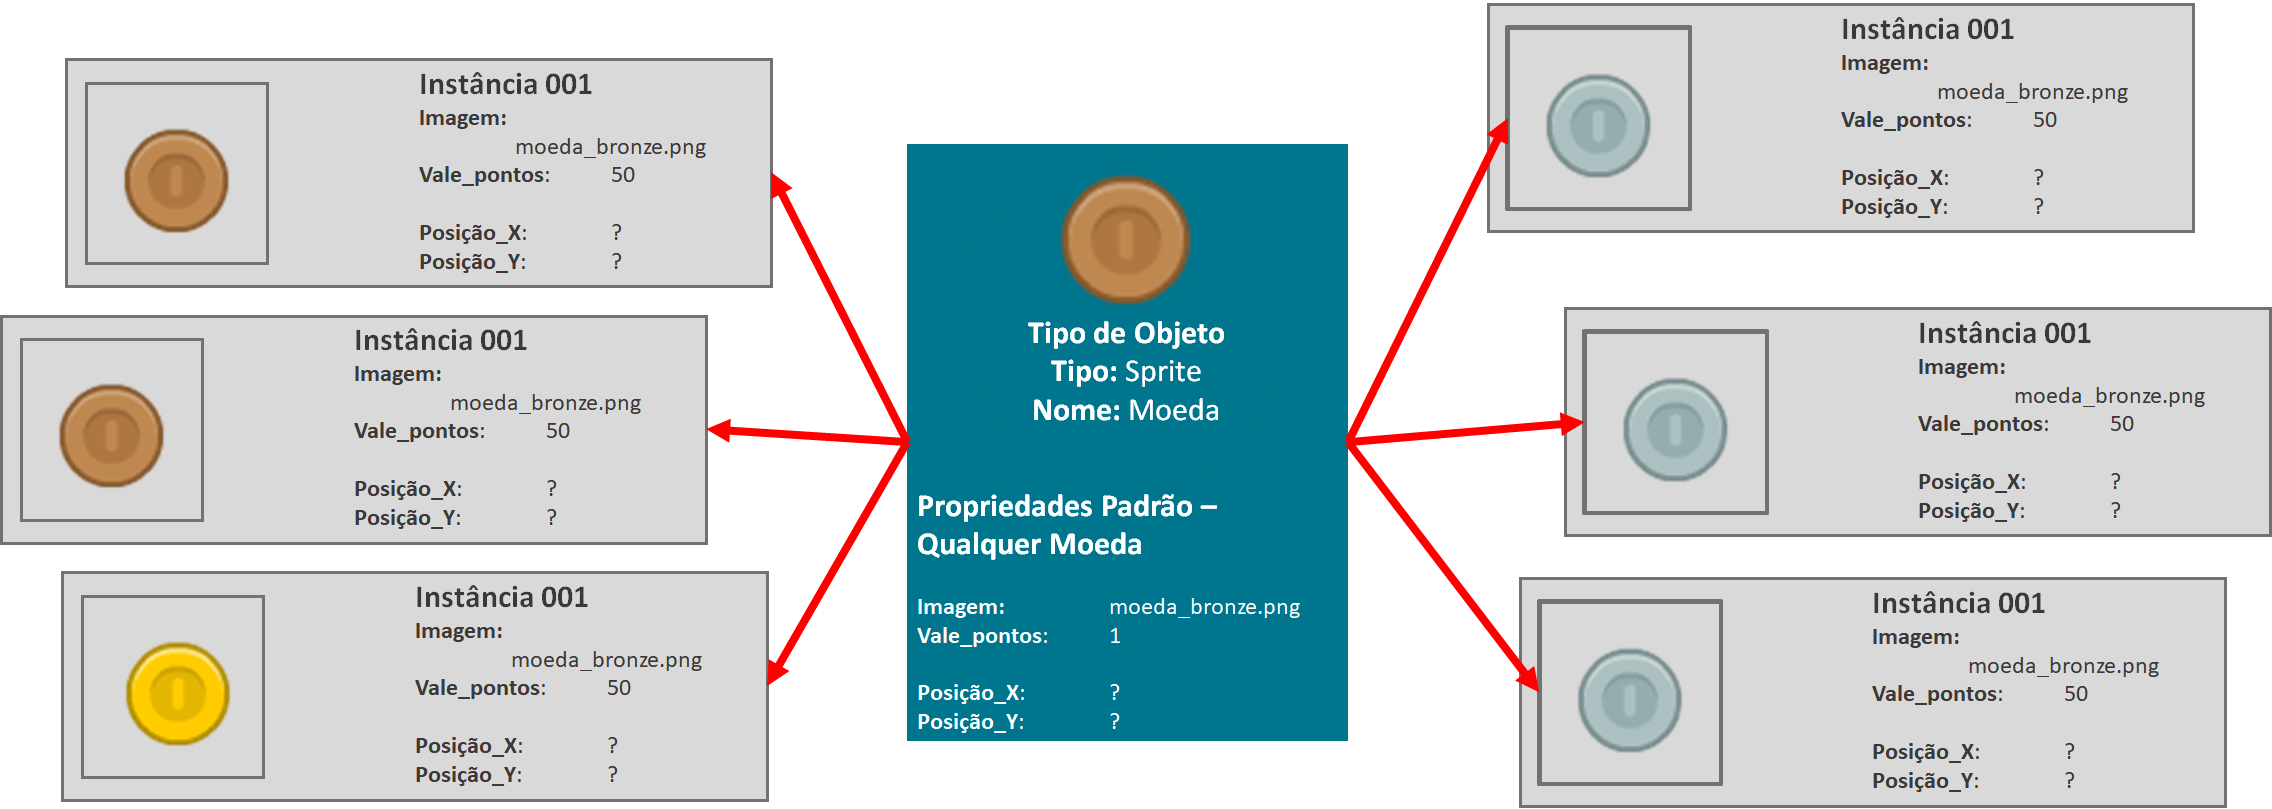 Instância 001
Imagem:
moeda_bronze.png
Vale_pontos: 50
Posição_X: ?
Posição_Y: ?
Instância 001
Imagem:
moeda_bronze.png
Vale_pontos: 50
Posição_X: ?
Posição_Y: ?
Instância 001
Imagem:
moeda_bronze.png
Vale_pontos: 50
Posição_X: ?
Posição_Y: ?
Tipo de Objeto
Tipo: Sprite
Nome: Moeda
Propriedades Padrão –
Qualquer Moeda
Imagem: moeda_bronze.png
Vale_pontos: 1
Posição_X: ?
Posição_Y: ?
Instância 001
Imagem:
moeda_bronze.png
Vale_pontos: 50
Posição_X: ?
Posição_Y: ?
Instância 001
Imagem:
moeda_bronze.png
Vale_pontos: 50
Posição_X: ?
Posição_Y: ?
Instância 001
Imagem:
moeda_bronze.png
Vale_pontos: 50
Posição_X: ?
Posição_Y: ?